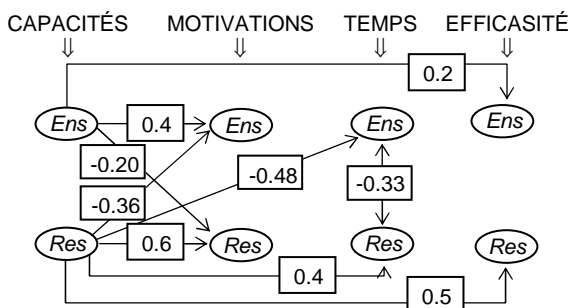 CAPACITÉS MOTIVATIONS TEMPS EFFICASITÉ
⇓ ⇓ ⇓ ⇓
0.2
Ens 0.4 Ens Ens Ens
-0.20
-0.48
-0.33
-0.36
Res 0.6 Res Res Res
0.4
0.5